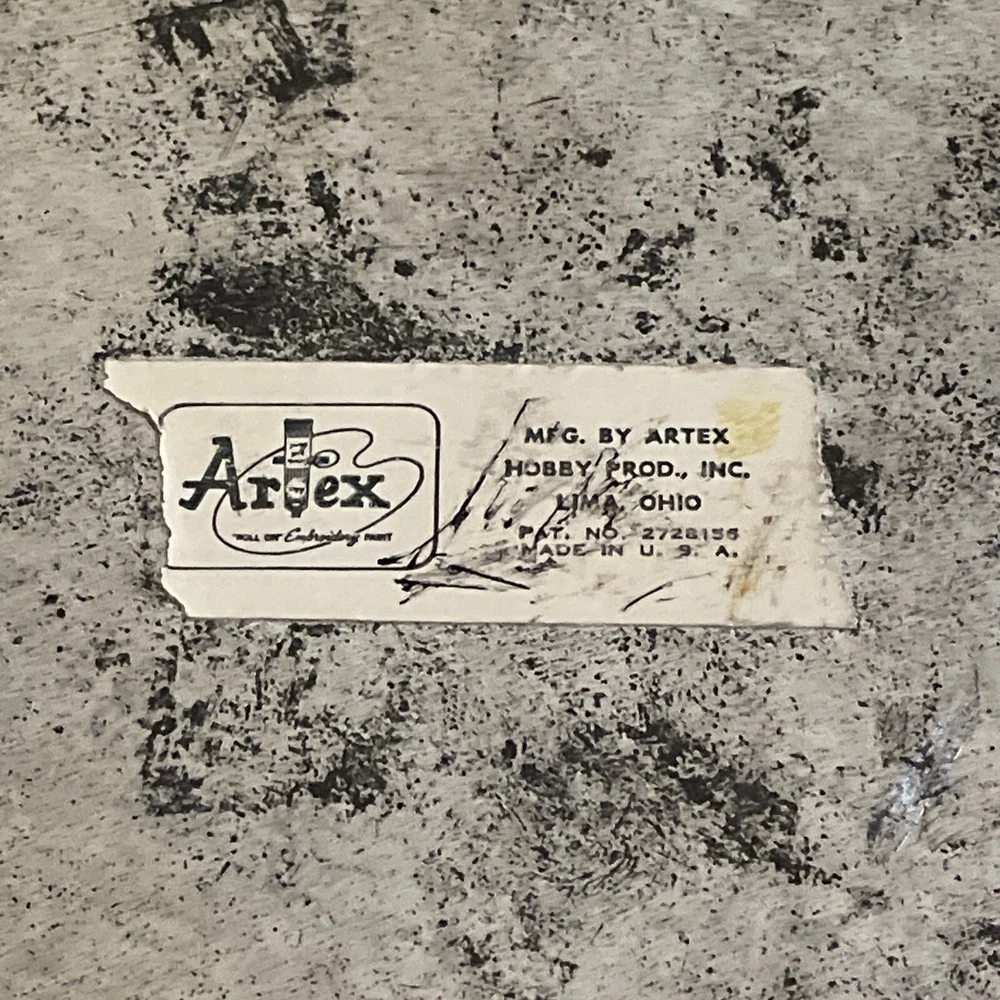 Artex
"ROLL ON" Embroidery PAINT
MFG. BY ARTEX
HOBBY PROD., INC.
LIMA, OHIO
PAT. NO. 2728156
MADE IN U. S. A.